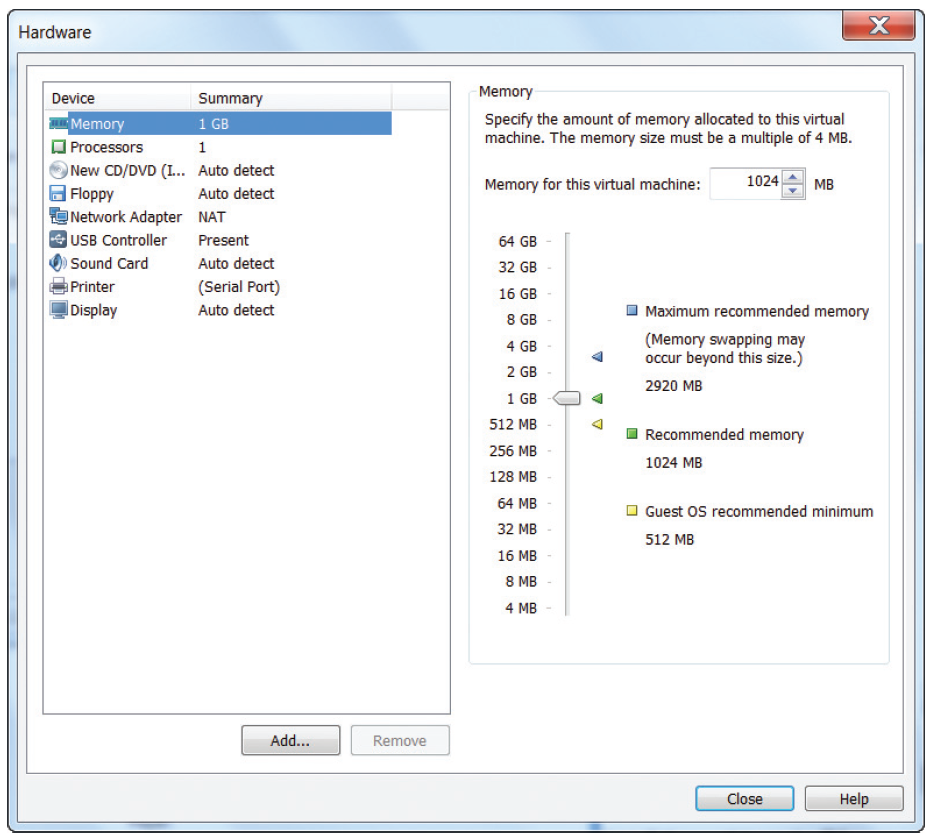 Hardware
Device Summary
Memory 1 GB
Processors 1
New CD/DVD (I... Auto detect
Floppy Auto detect
Network Adapter NAT
USB Controller Present
Sound Card Auto detect
Printer (Serial Port)
Display Auto detect
Add... Remove
Memory
Specify the amount of memory allocated to this virtual
machine. The memory size must be a multiple of 4 MB.
Memory for this virtual machine: 1024 MB
64 GB
32 GB
16 GB
8 GB
4 GB
2 GB
1 GB
512 MB
256 MB
128 MB
64 MB
32 MB
16 MB
8 MB
4 MB
Maximum recommended memory
(Memory swapping may
occur beyond this size.)
2920 MB
Recommended memory
1024 MB
Guest OS recommended minimum
512 MB
Close Help